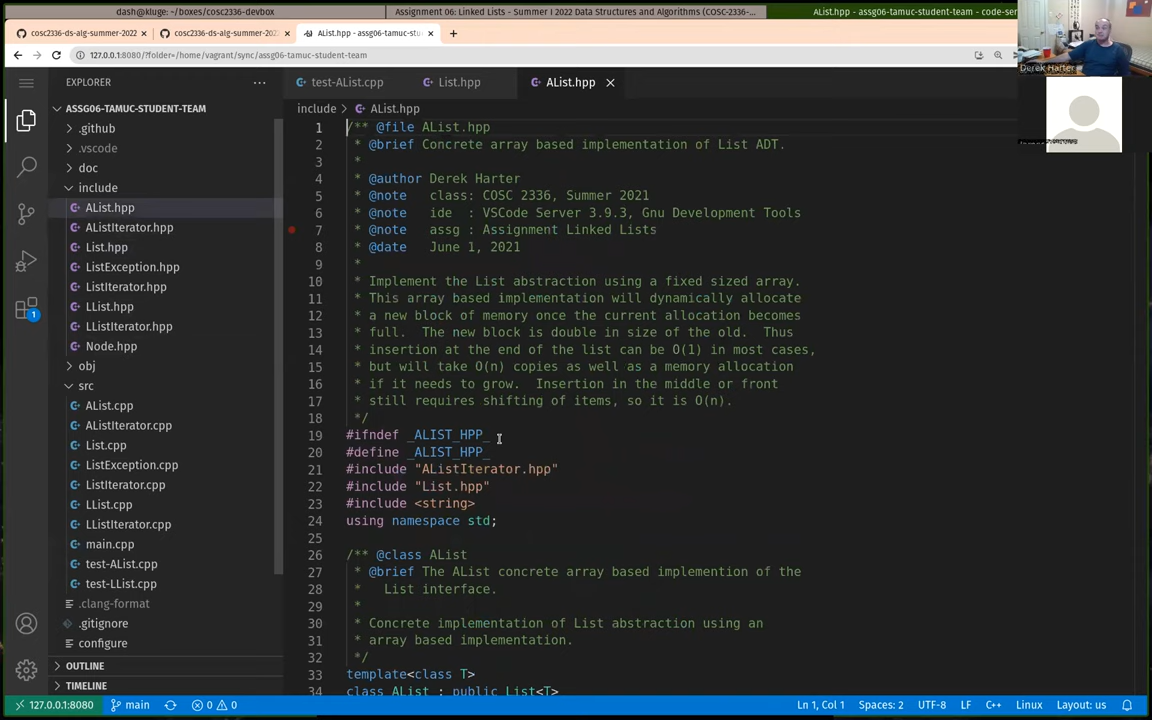 dash@kluge: ~/boxes/cosc2336-devbox
Assignment 06: Linked Lists - Summer I 2022 Data Structures and Algorithms (COSC-2336-...
AList.hpp - assg06-tamuc-student-team - code-ser
cosc2336-ds-alg-summer-2022
cosc2336-ds-alg-summer-202
AList.hpp - assg06-tamuc-stu
127.0.0.1:8080/?folder=/home/vagrant/sync/assg06-tamuc-student-team
Derek Harter
EXPLORER
ASSG06-TAMUC-STUDENT-TEAM
.github
.vscode
doc
include
AList.hpp
AListIterator.hpp
List.hpp
ListException.hpp
ListIterator.hpp
LList.hpp
LListIterator.hpp
Node.hpp
obj
src
AList.cpp
AListIterator.cpp
List.cpp
ListException.cpp
ListIterator.cpp
LList.cpp
LListIterator.cpp
main.cpp
test-AList.cpp
test-LList.cpp
.clang-format
.gitignore
configure
OUTLINE
TIMELINE
1
test-AList.cpp
List.hpp
AList.hpp
include > AList.hpp
1 /** @file AList.hpp
2 * @brief Concrete array based implementation of List ADT.
3 *
4 * @author Derek Harter
5 * @note   class: COSC 2336, Summer 2021
6 * @note   ide  : VSCode Server 3.9.3, Gnu Development Tools
7 * @note   assg : Assignment Linked Lists
8 * @date   June 1, 2021
9 *
10 * Implement the List abstraction using a fixed sized array.
11 * This array based implementation will dynamically allocate
12 * a new block of memory once the current allocation becomes
13 * full.  The new block is double in size of the old.  Thus
14 * insertion at the end of the list can be O(1) in most cases,
15 * but will take O(n) copies as well as a memory allocation
16 * if it needs to grow.  Insertion in the middle or front
17 * still requires shifting of items, so it is O(n).
18 */
19 #ifndef _ALIST_HPP_
20 #define _ALIST_HPP_
21 #include "AListIterator.hpp"
22 #include "List.hpp"
23 #include <string>
24 using namespace std;
25
26 /** @class AList
27 * @brief The AList concrete array based implemention of the
28 *   List interface.
29 *
30 * Concrete implementation of List abstraction using an
31 * array based implementation.
32 */
33 template<class T>
34 class AList : public List<T>
127.0.0.1:8080
main
0
0
Ln 1, Col 1
Spaces: 2
UTF-8
LF
C++
Linux
Layout: us